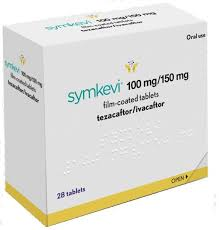 Oral use
symkevi® 100 mg/150 mg
film-coated tablets
tezacaftor/ivacaftor
28 tablets
OPEN